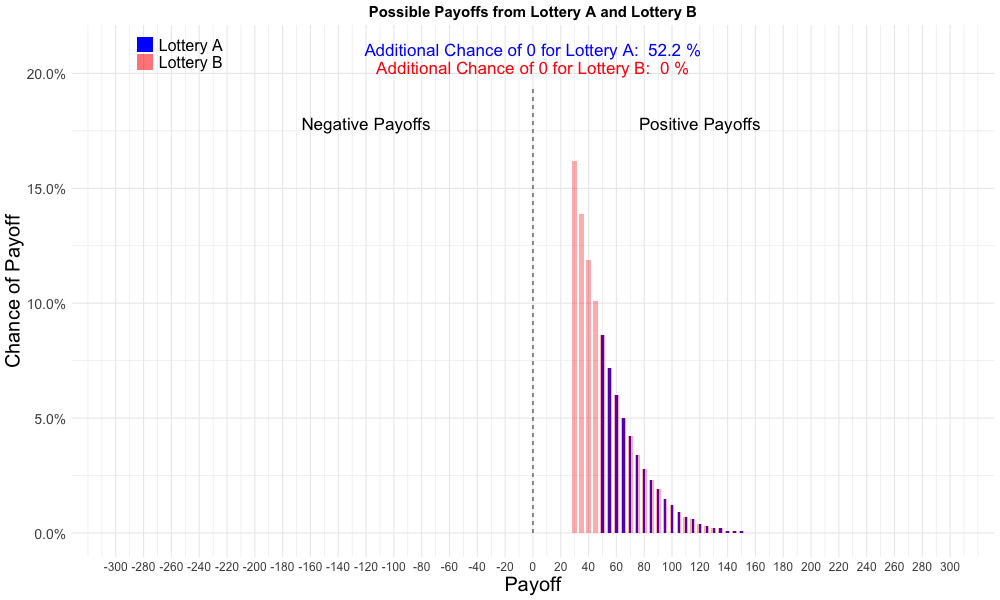 Possible Payoffs from Lottery A and Lottery B
Lottery A
Lottery B
Additional Chance of 0 for Lottery A:  52.2 %
Additional Chance of 0 for Lottery B:  0 %
Negative Payoffs
Positive Payoffs
Chance of Payoff
20.0%
15.0%
10.0%
5.0%
0.0%
-300 -280 -260 -240 -220 -200 -180 -160 -140 -120 -100 -80 -60 -40 -20 0 20 40 60 80 100 120 140 160 180 200 220 240 260 280 300
Payoff